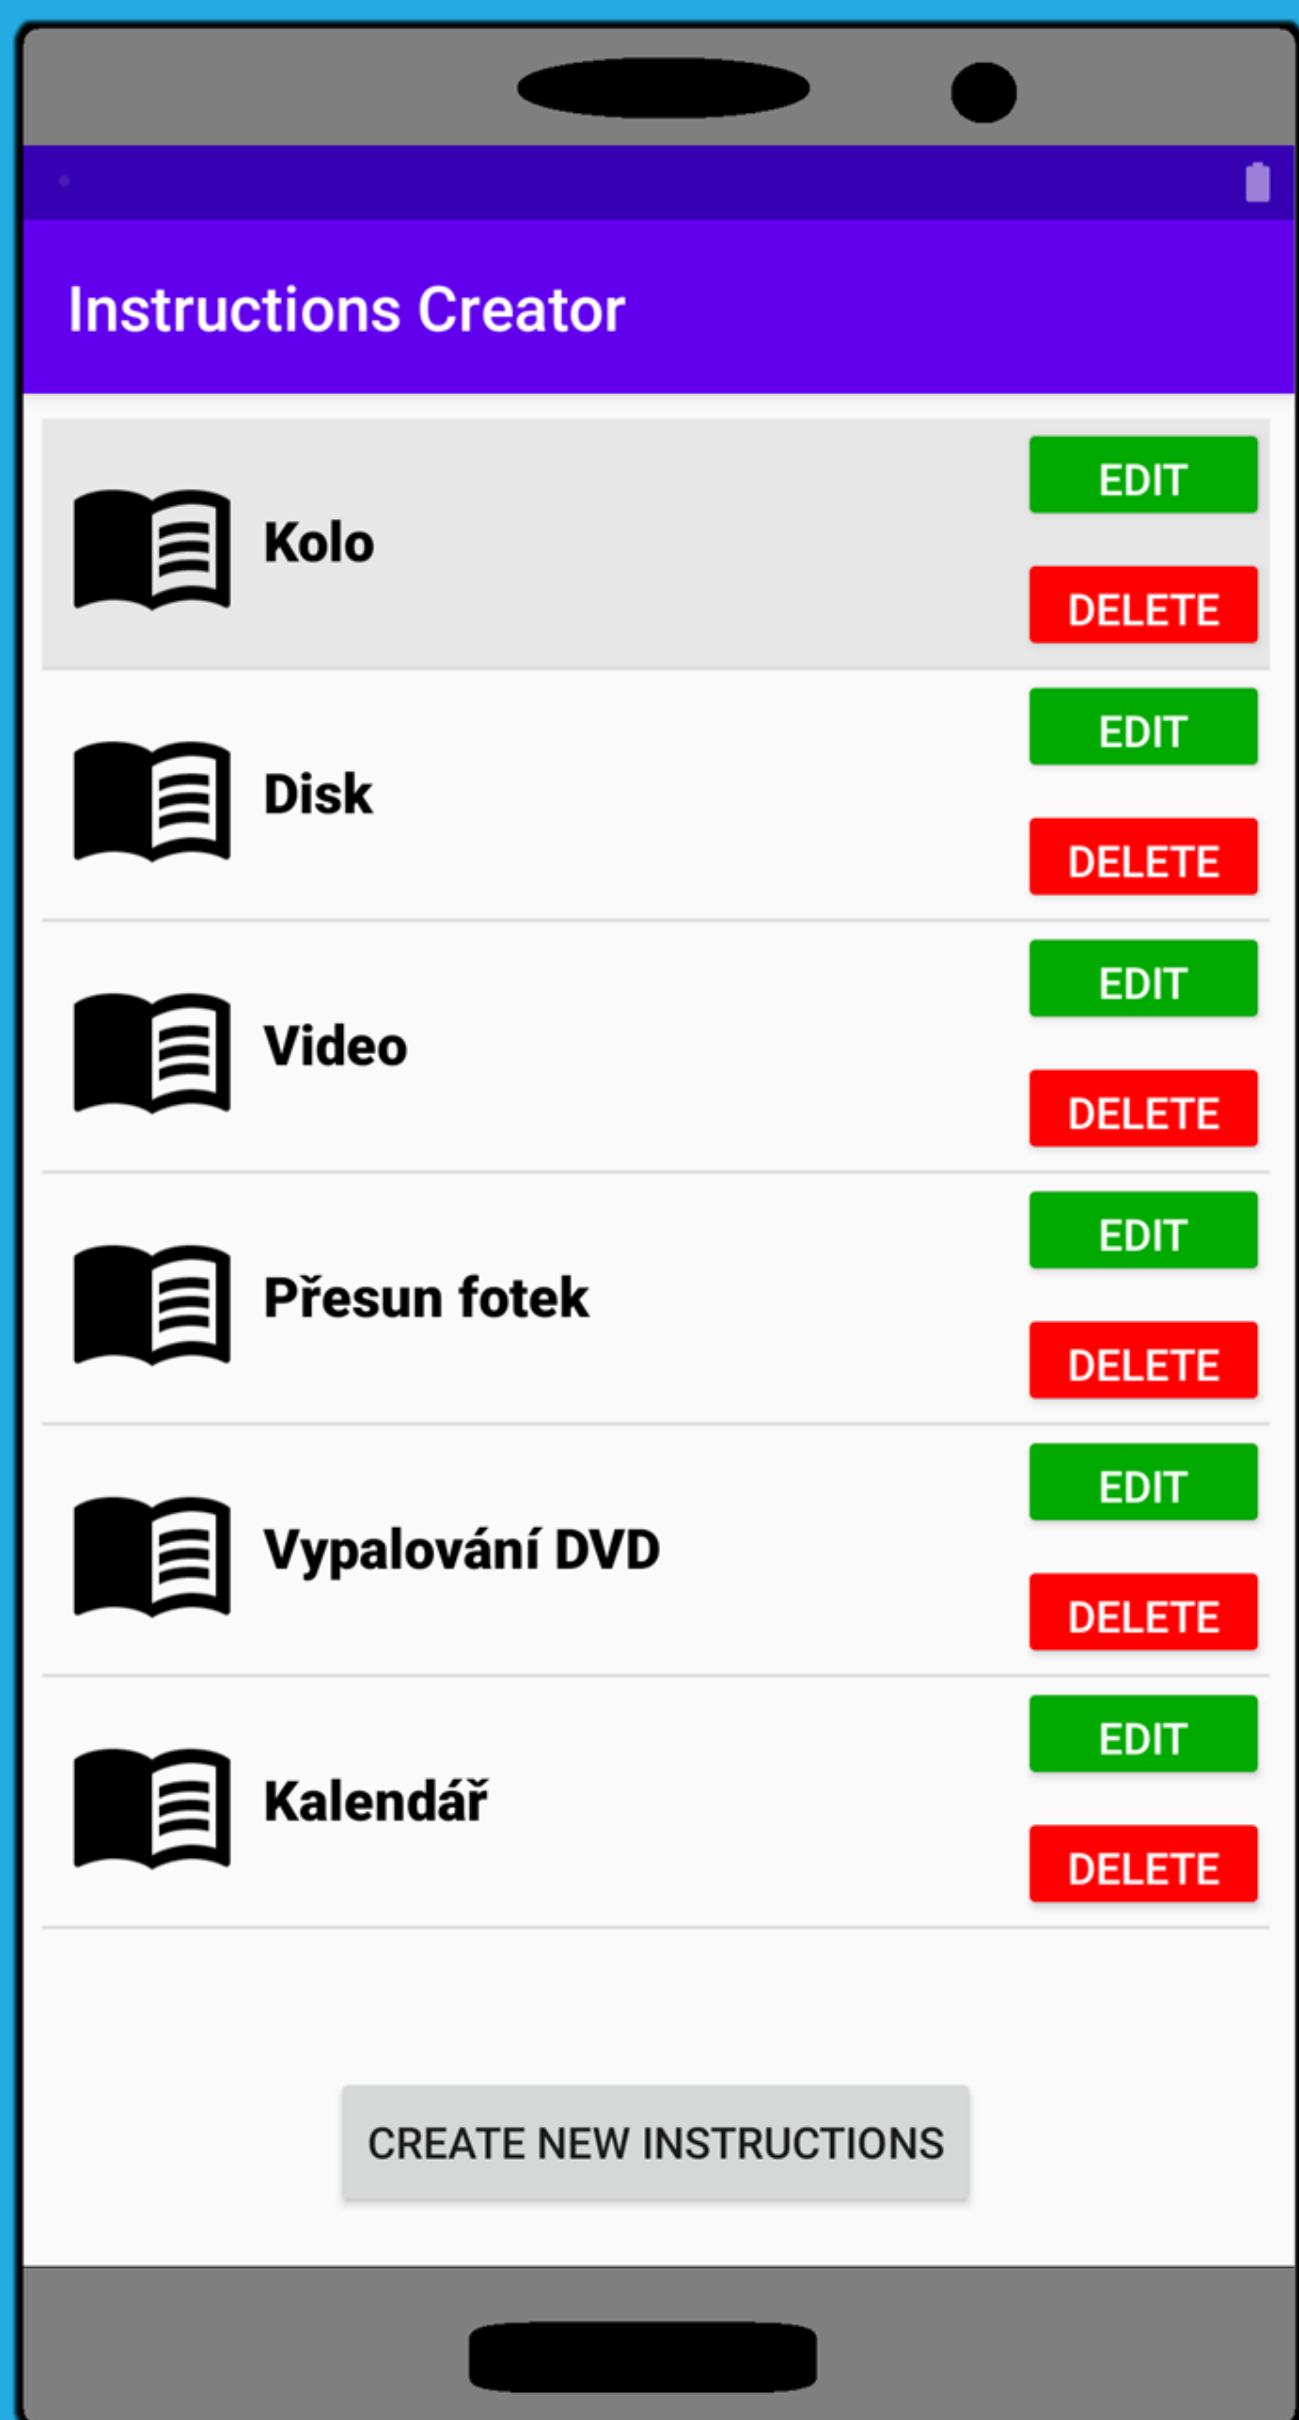 Instructions Creator
EDIT
Kolo
DELETE
EDIT
Disk
DELETE
EDIT
Video
DELETE
EDIT
Přesun fotek
DELETE
EDIT
Vypalování DVD
DELETE
EDIT
Kalendář
DELETE
CREATE NEW INSTRUCTIONS